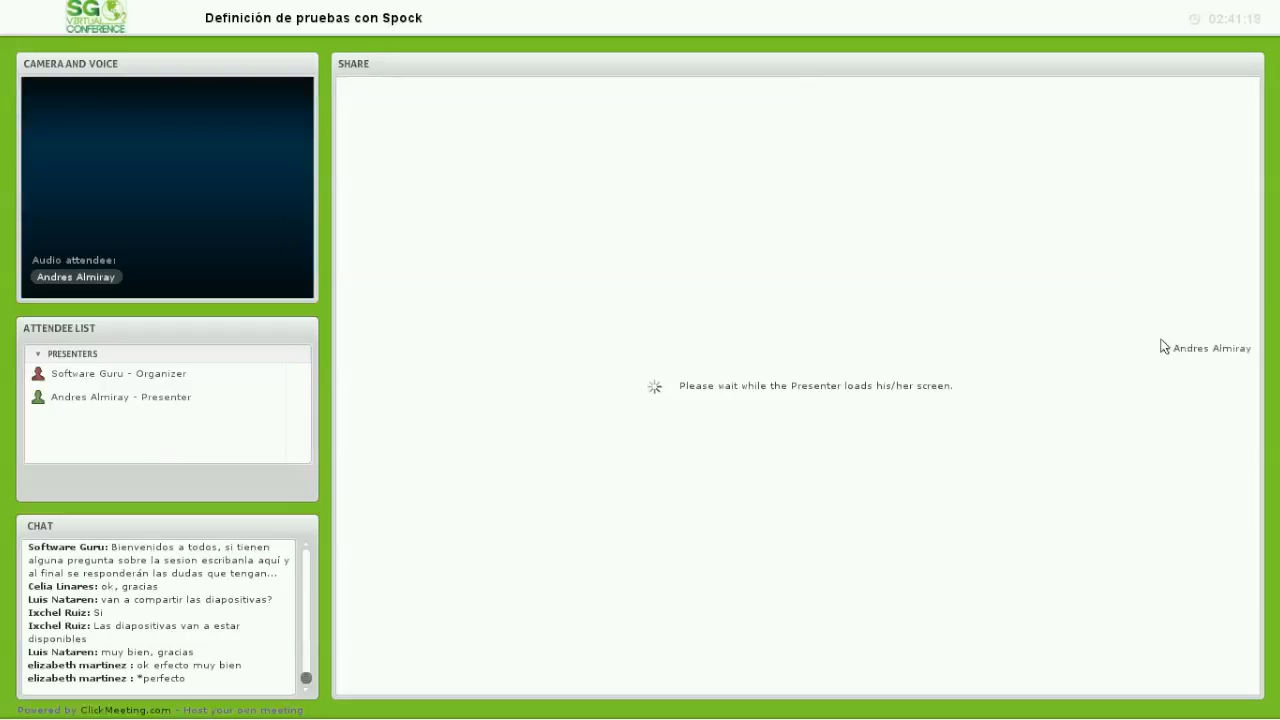 SG
VIRTUAL
CONFERENCE
Definición de pruebas con Spock
02:41:18
CAMERA AND VOICE
Audio attendee:
Andres Almiray
ATTENDEE LIST
PRESENTERS
Software Guru - Organizer
Andres Almiray - Presenter
CHAT
Software Guru: Bienvenidos a todos, si tienen
alguna pregunta sobre la sesion escribanla aquí y
al final se responderán las dudas que tengan...
Celia Linares: ok, gracias
Luis Nataren: van a compartir las diapositivas?
Ixchel Ruiz: Si
Ixchel Ruiz: Las diapositivas van a estar
disponibles
Luis Nataren: muy bien, gracias
elizabeth martinez : ok erfecto muy bien
elizabeth martinez : *perfecto
SHARE
Andres Almiray
Please wait while the Presenter loads his/her screen.
Powered by ClickMeeting.com - Host your own meeting